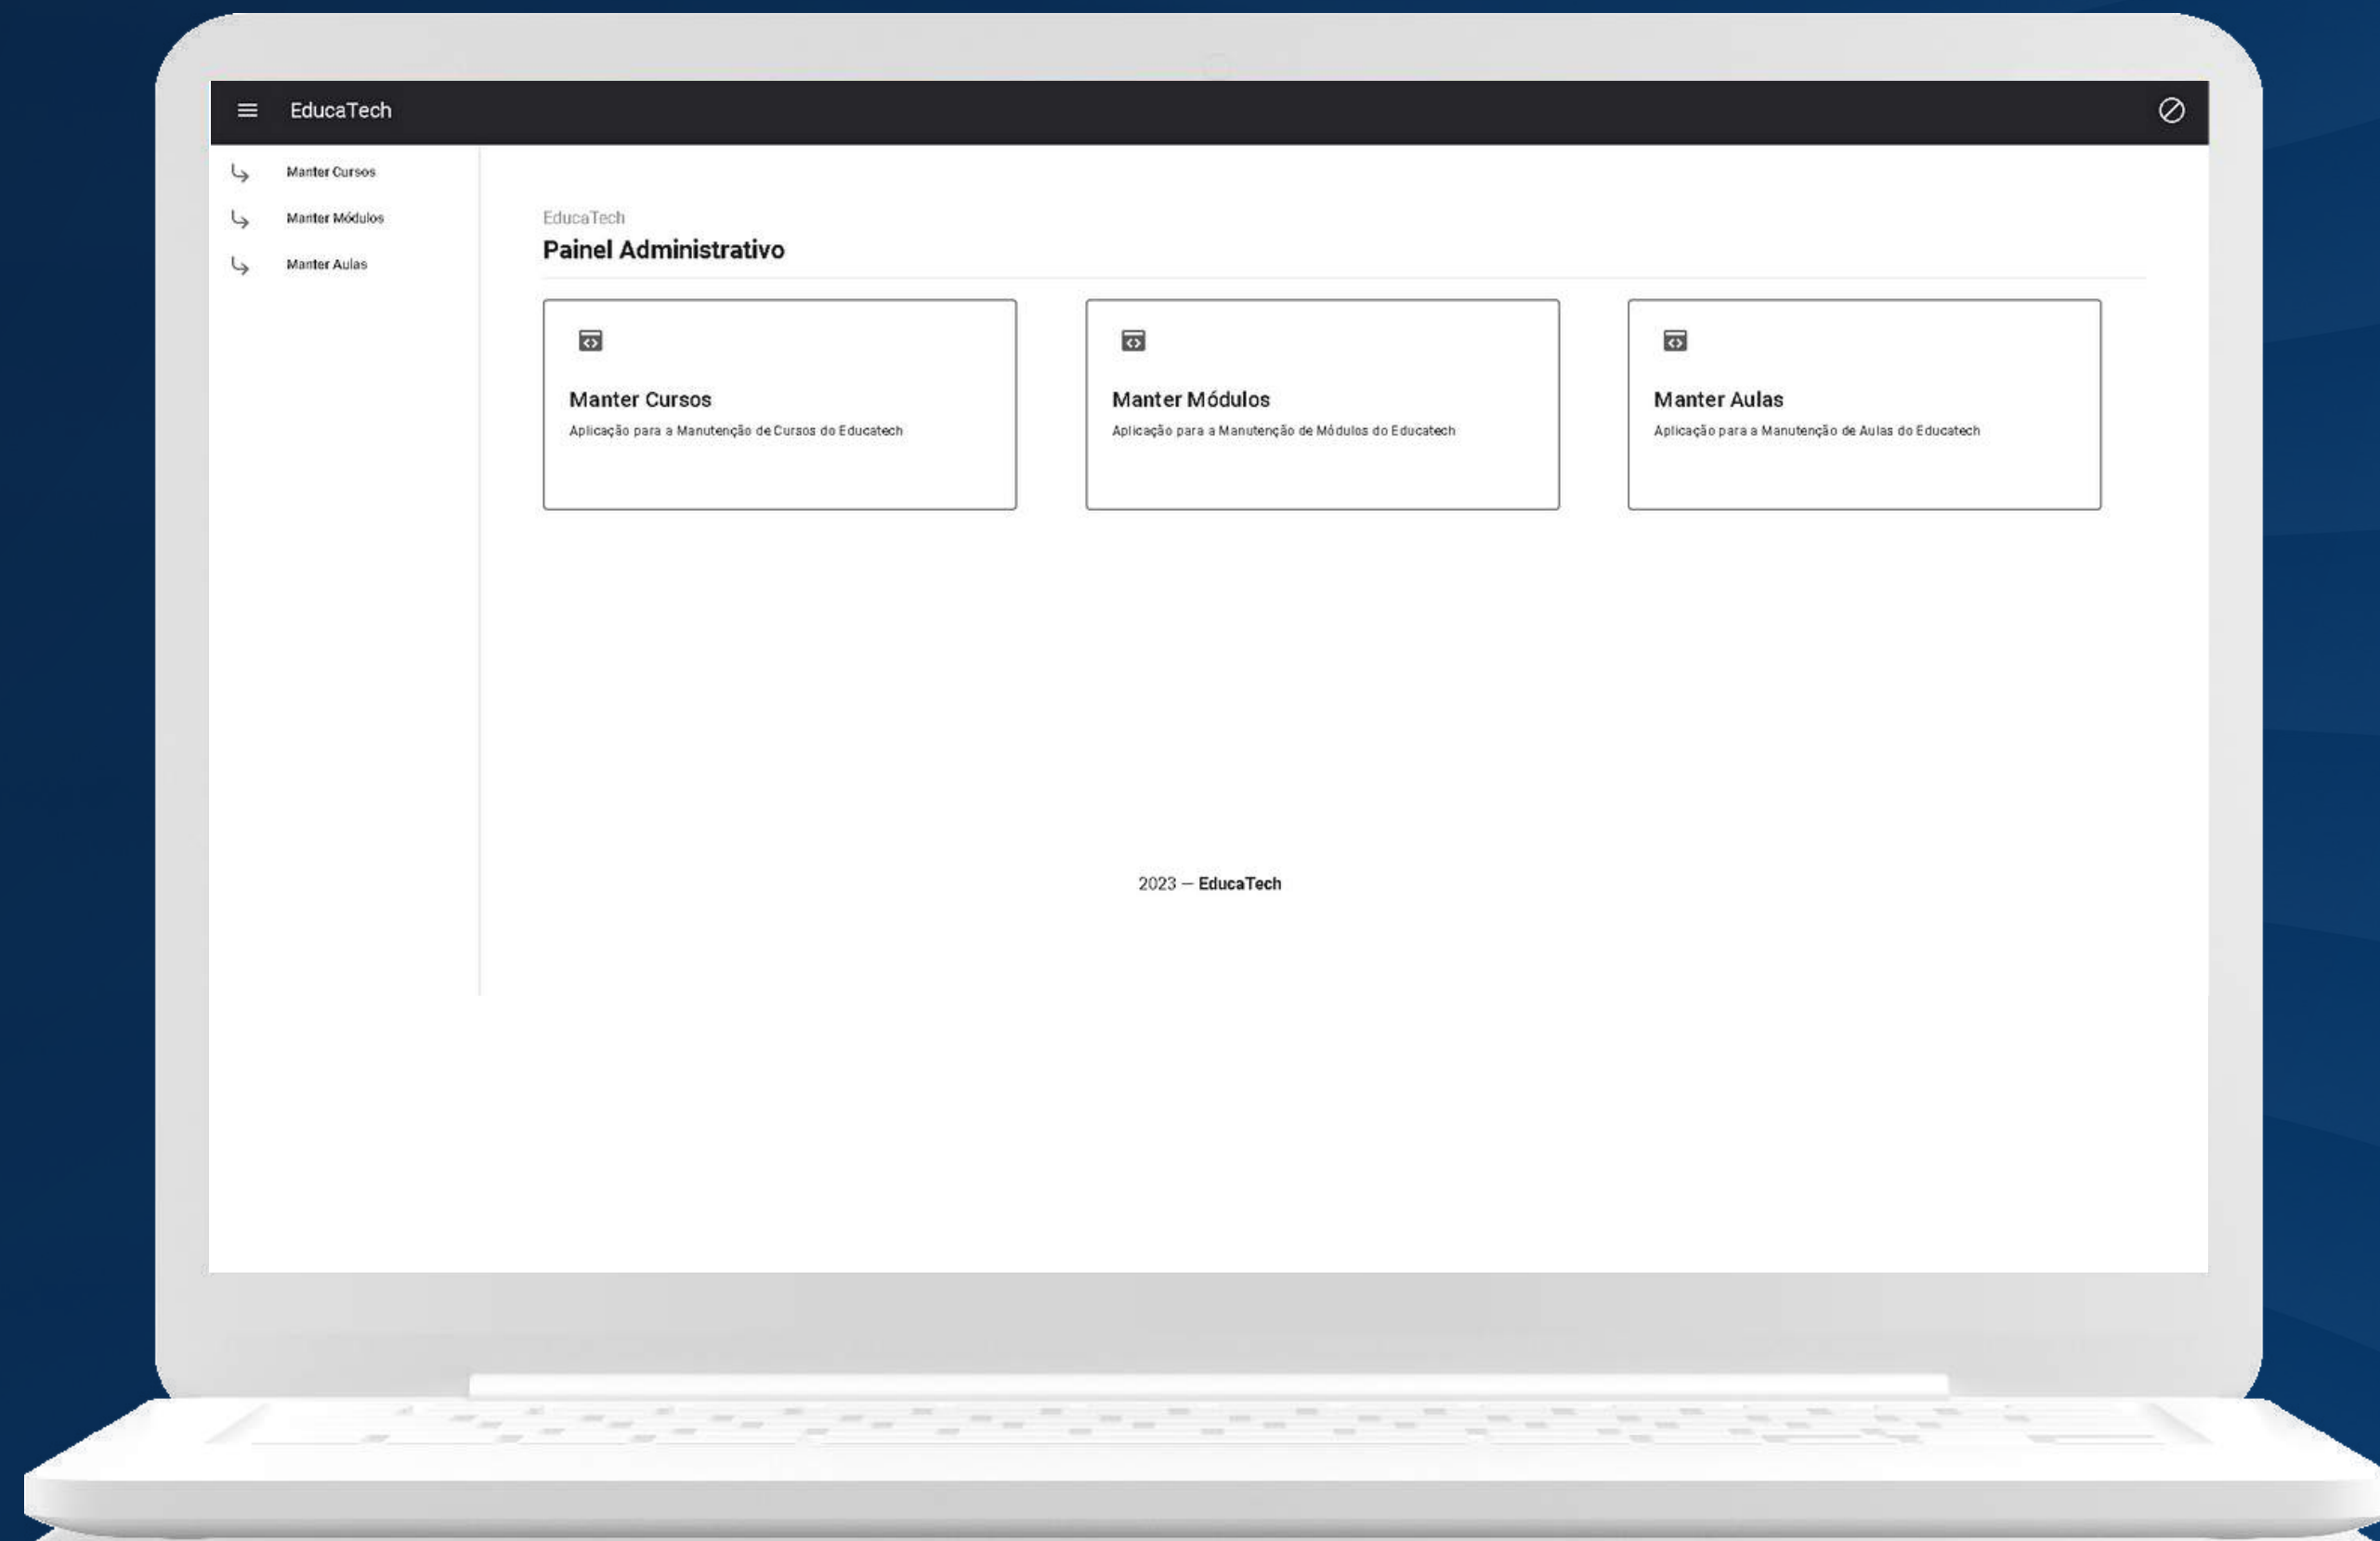 EducaTech
Manter Cursos
Manter Módulos
Manter Aulas
EducaTech
Painel Administrativo
Manter Cursos
Aplicação para a Manutenção de Cursos do Educatech
Manter Módulos
Aplicação para a Manutenção de Módulos do Educatech
Manter Aulas
Aplicação para a Manutenção de Aulas do Educatech
2023 — EducaTech